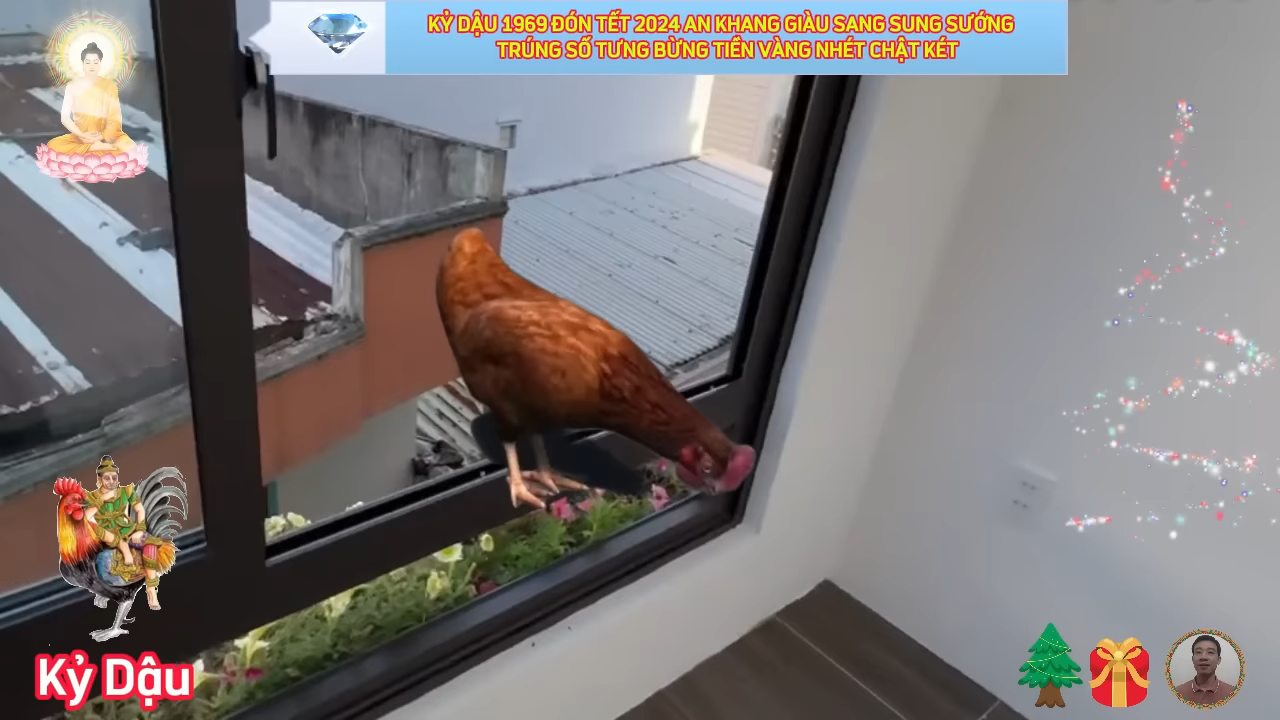 KỶ DẬU 1969 ĐÓN TẾT 2024 AN KHANG GIÀU SANG SUNG SƯỚNG
TRÚNG SỐ TƯNG BỪNG TIỀN VÀNG NHÉT CHẬT KÉT
Kỷ Dậu